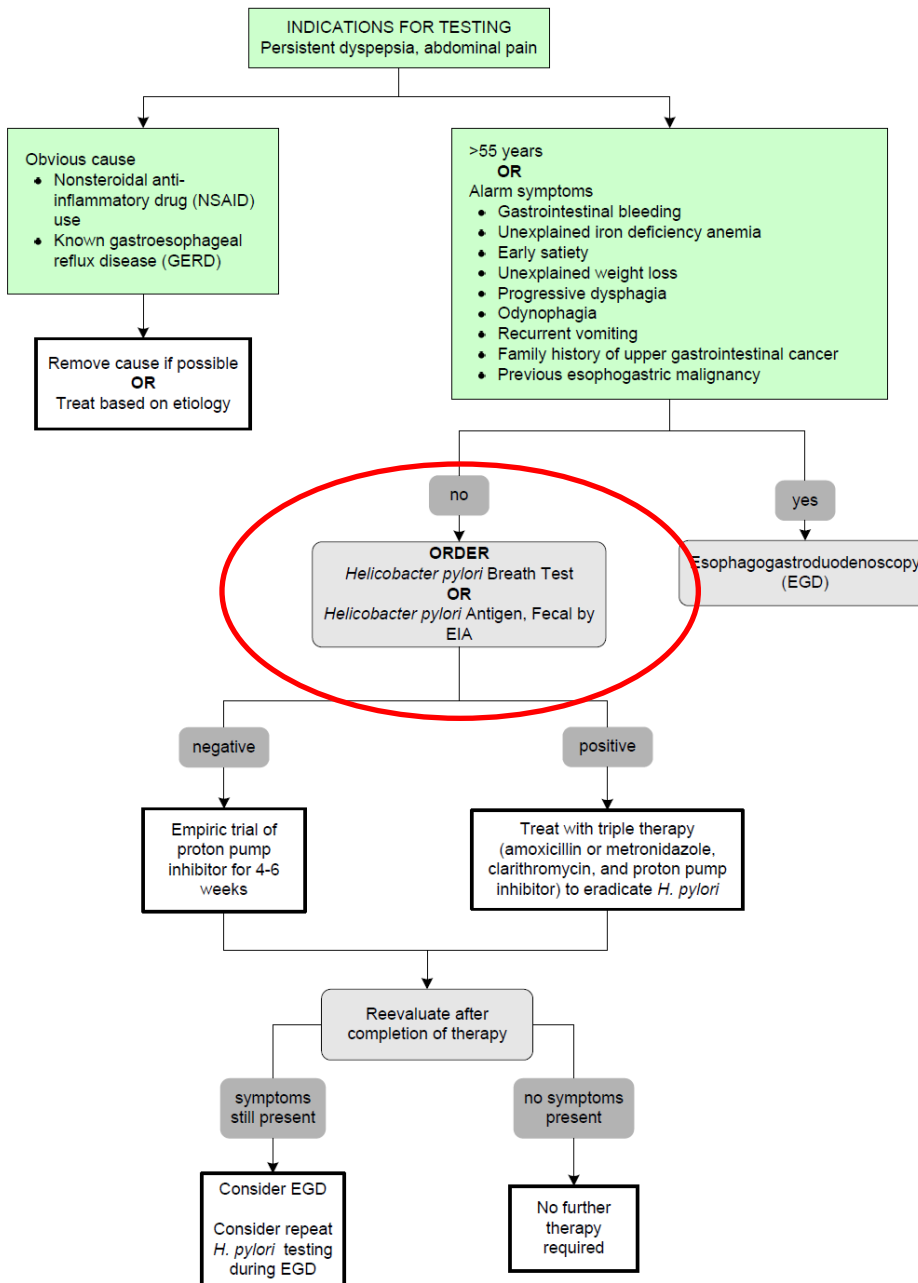 INDICATIONS FOR TESTING
Persistent dyspepsia, abdominal pain
Obvious cause
• Nonsteroidal anti-
inflammatory drug (NSAID)
use
• Known gastroesophageal
reflux disease (GERD)
>55 years
OR
Alarm symptoms
• Gastrointestinal bleeding
• Unexplained iron deficiency anemia
• Early satiety
• Unexplained weight loss
• Progressive dysphagia
• Odynophagia
• Recurrent vomiting
• Family history of upper gastrointestinal cancer
• Previous esophogastric malignancy
Remove cause if possible
OR
Treat based on etiology
no
yes
ORDER
Helicobacter pylori Breath Test
OR
Helicobacter pylori Antigen, Fecal by
EIA
Esophagogastroduodenoscopy
(EGD)
negative
positive
Empiric trial of
proton pump
inhibitor for 4-6
weeks
Treat with triple therapy
(amoxicillin or metronidazole,
clarithromycin, and proton pump
inhibitor) to eradicate H. pylori
Reevaluate after
completion of therapy
symptoms
still present
no symptoms
present
Consider EGD
Consider repeat
H. pylori testing
during EGD
No further
therapy
required